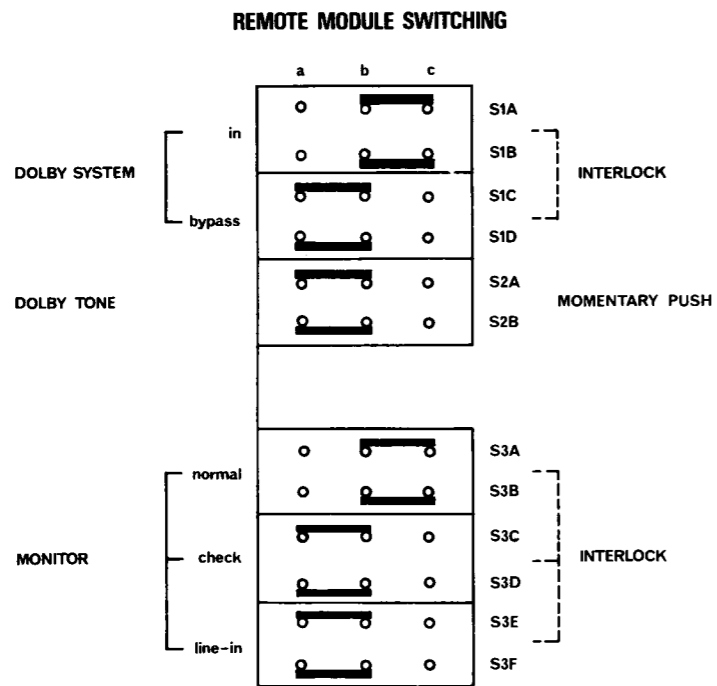 REMOTE MODULE SWITCHING
a b c
S1A
in
DOLBY SYSTEM
S1B
INTERLOCK
S1C
bypass
S1D
S2A
DOLBY TONE
MOMENTARY PUSH
S2B
S3A
normal
S3B
S3C
MONITOR
check
INTERLOCK
S3D
S3E
line-in
S3F